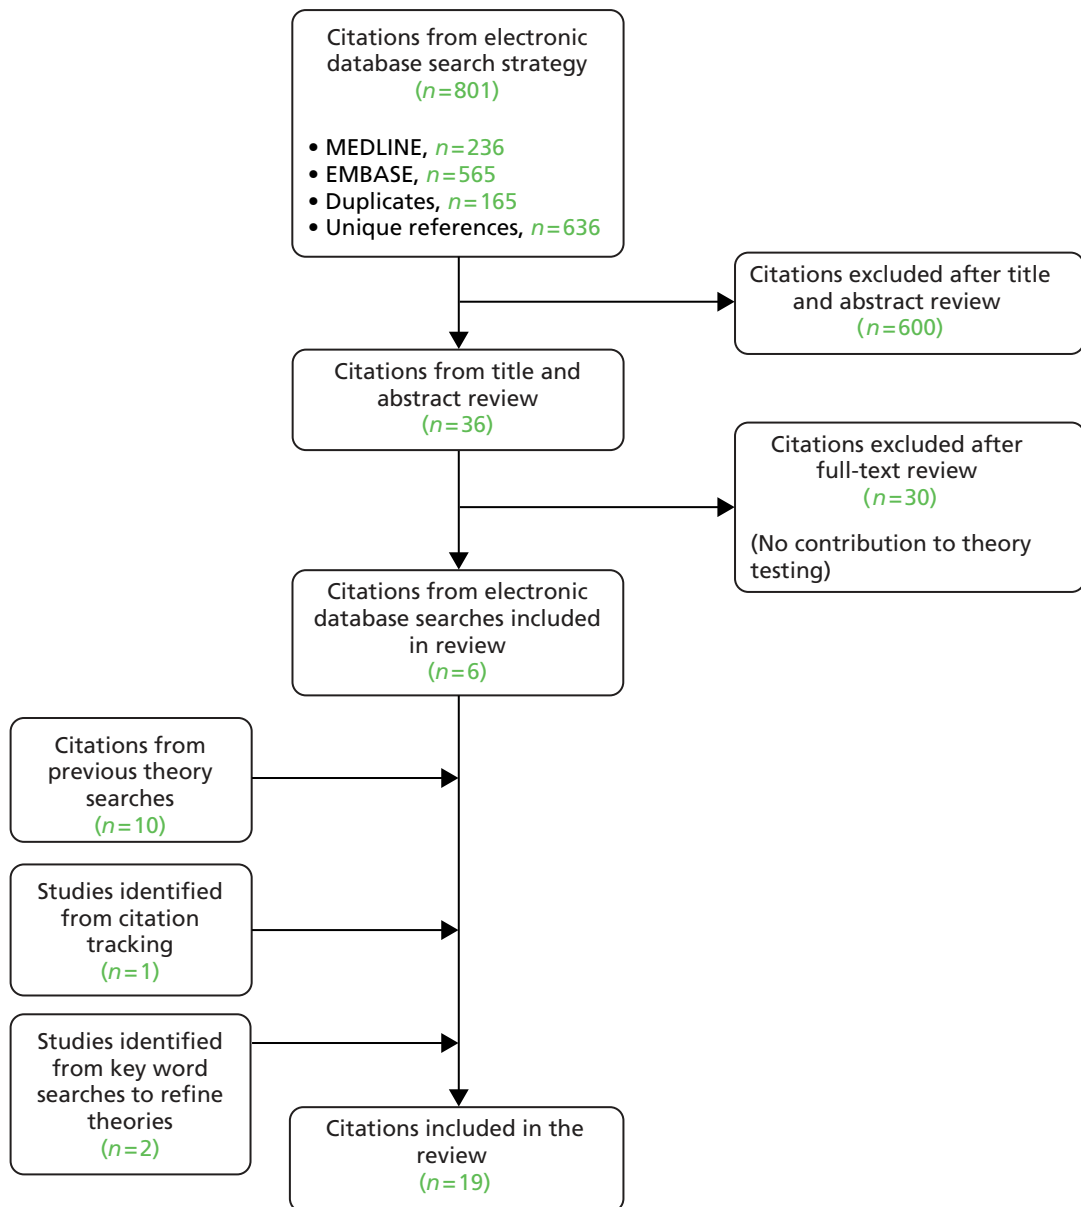 Citations from electronic
database search strategy
(n=801)
• MEDLINE, n=236
• EMBASE, n=565
• Duplicates, n=165
• Unique references, n=636
Citations excluded after title
and abstract review
(n=600)
Citations from title and
abstract review
(n=36)
Citations excluded after
full-text review
(n=30)
(No contribution to theory
testing)
Citations from electronic
database searches included
in review
(n=6)
Citations from
previous theory
searches
(n=10)
Studies identified
from citation
tracking
(n=1)
Studies identified
from key word
searches to refine
theories
(n=2)
Citations included in the
review
(n=19)